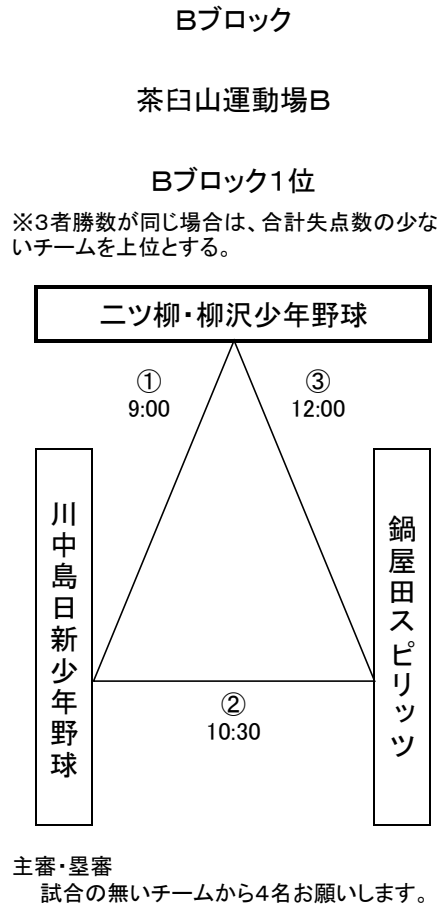 Bブロック
茶臼山運動場B
Bブロック1位
※3者勝数が同じ場合は、合計失点数の少な
いチームを上位とする。
二ツ柳・柳沢少年野球
①
9:00
③
12:00
川中島日新少年野球
鍋屋田スピリッツ
②
10:30
主審・塁審
試合の無いチームから4名お願いします。